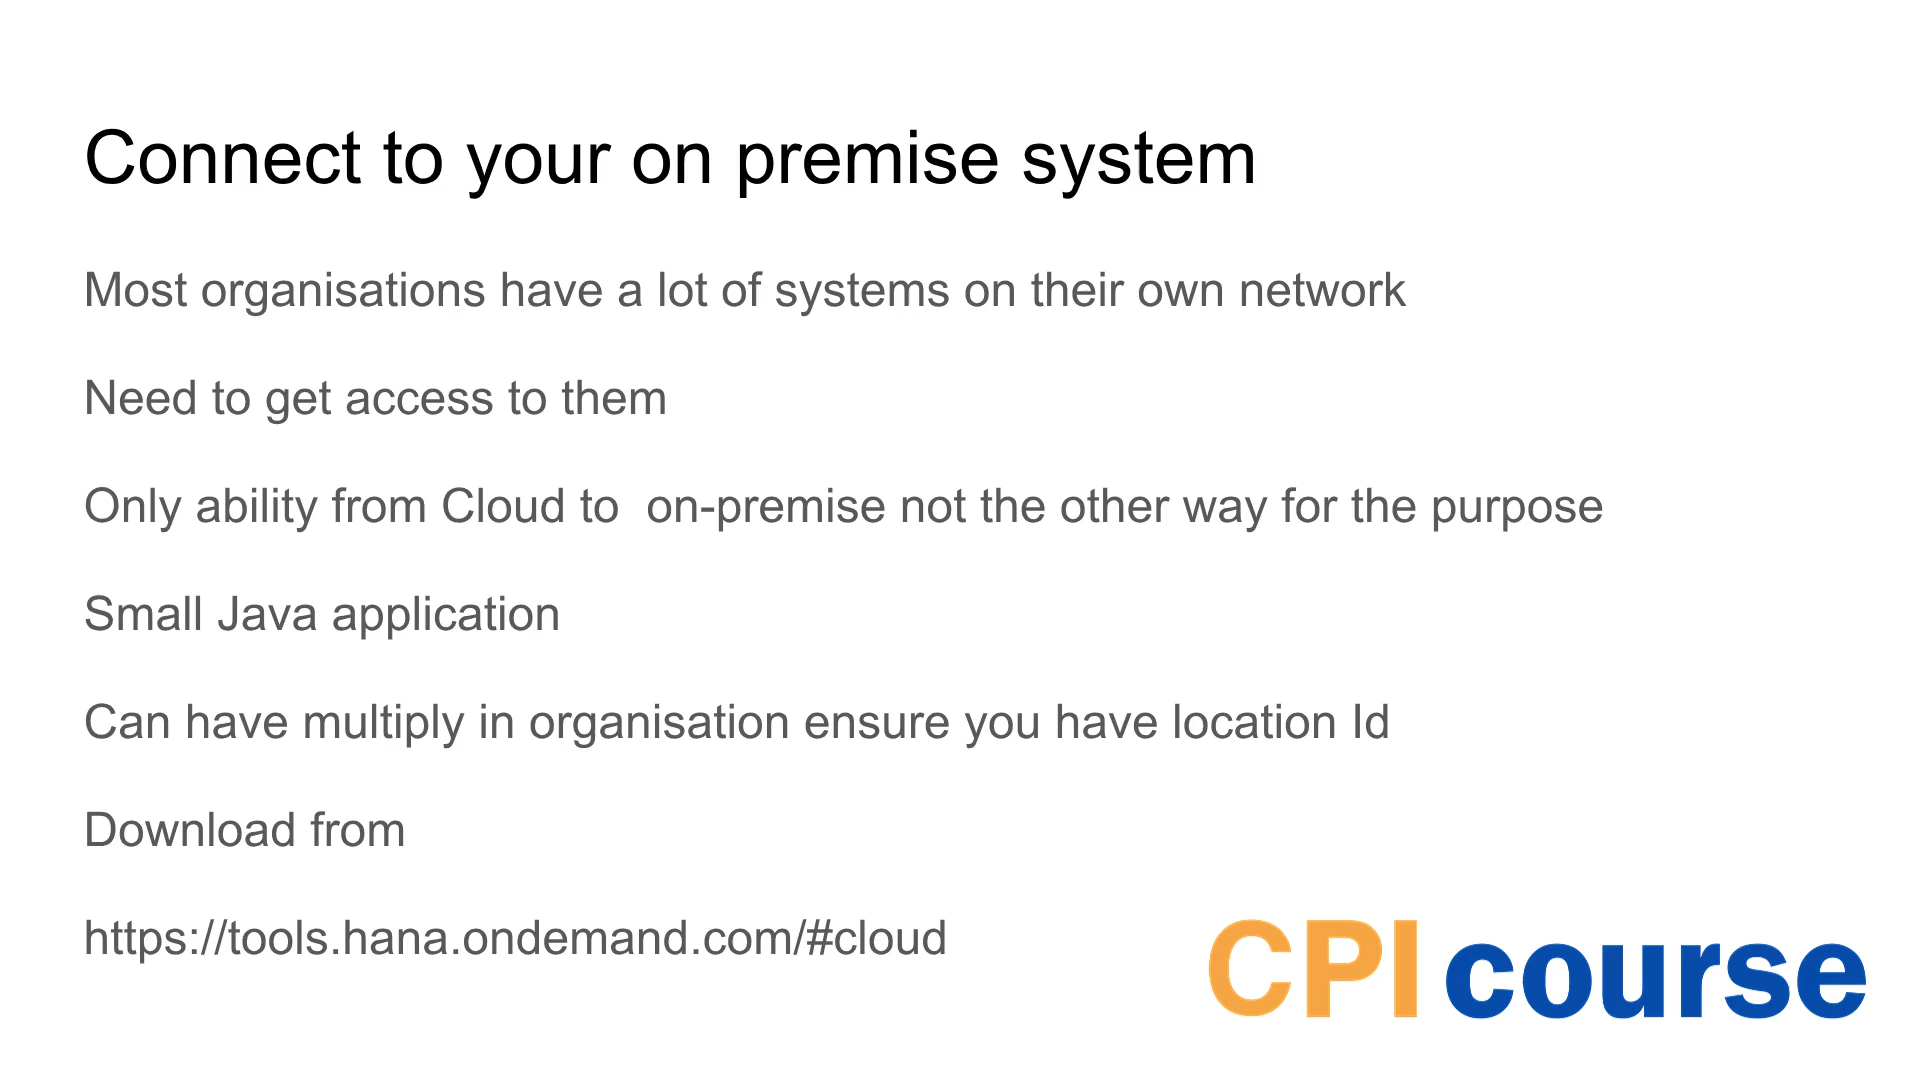 Connect to your on premise system
Most organisations have a lot of systems on their own network
Need to get access to them
Only ability from Cloud to  on-premise not the other way for the purpose
Small Java application
Can have multiply in organisation ensure you have location Id
Download from
https://tools.hana.ondemand.com/#cloud
CPI course